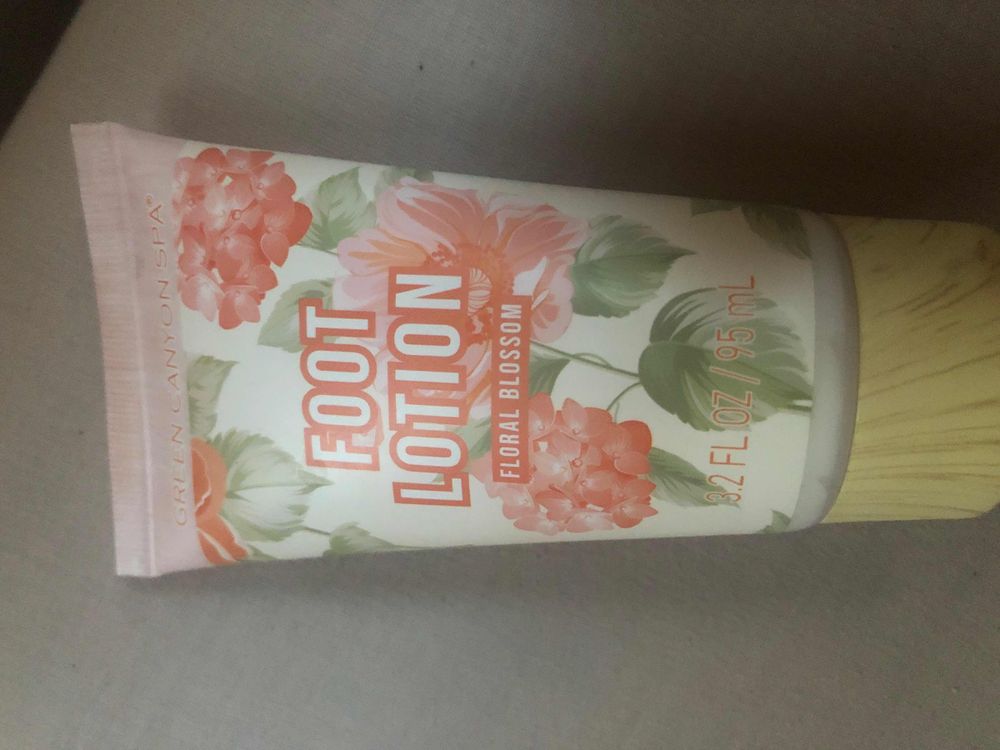 GREEN CANYON SPA®
FOOT
LOTION
FLORAL BLOSSOM
3.2 FL OZ / 95 mL